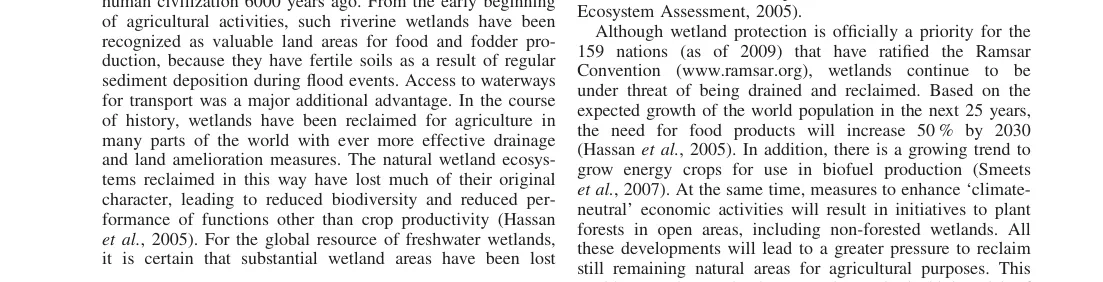 human civilization 6000 years ago. From the early beginning
of agricultural activities, such riverine wetlands have been
recognized as valuable land areas for food and fodder pro-
duction, because they have fertile soils as a result of regular
sediment deposition during flood events. Access to waterways
for transport was a major additional advantage. In the course
of history, wetlands have been reclaimed for agriculture in
many parts of the world with ever more effective drainage
and land amelioration measures. The natural wetland ecosys-
tems reclaimed in this way have lost much of their original
character, leading to reduced biodiversity and reduced per-
formance of functions other than crop productivity (Hassan
et al., 2005). For the global resource of freshwater wetlands,
it is certain that substantial wetland areas have been lost
Ecosystem Assessment, 2005).
Although wetland protection is officially a priority for the
159 nations (as of 2009) that have ratified the Ramsar
Convention (www.ramsar.org), wetlands continue to be
under threat of being drained and reclaimed. Based on the
expected growth of the world population in the next 25 years,
the need for food products will increase 50 % by 2030
(Hassan et al., 2005). In addition, there is a growing trend to
grow energy crops for use in biofuel production (Smeets
et al., 2007). At the same time, measures to enhance ‘climate-
neutral’ economic activities will result in initiatives to plant
forests in open areas, including non-forested wetlands. All
these developments will lead to a greater pressure to reclaim
still remaining natural areas for agricultural purposes. This